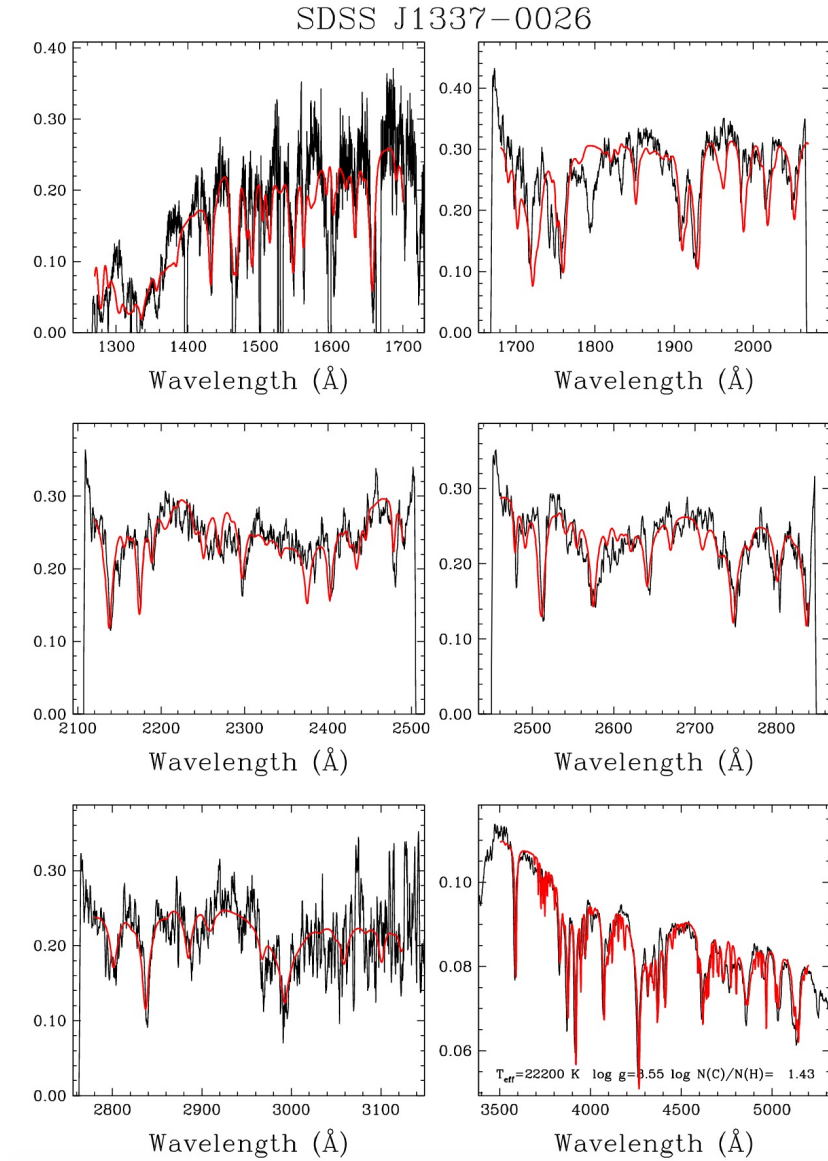 SDSS J1337−0026
0.40
0.30
0.20
0.10
0.00
1300 1400 1500 1600 1700
Wavelength (Å)
0.40
0.30
0.20
0.10
0.00
1700 1800 1900 2000
Wavelength (Å)
0.30
0.20
0.10
0.00
2100 2200 2300 2400 2500
Wavelength (Å)
0.30
0.20
0.10
0.00
2500 2600 2700 2800
Wavelength (Å)
0.30
0.20
0.10
0.00
2800 2900 3000 3100
Wavelength (Å)
0.10
0.08
0.06
Teff=22200 K log g=8.55 log N(C)/N(H)= 1.43
3500 4000 4500 5000
Wavelength (Å)